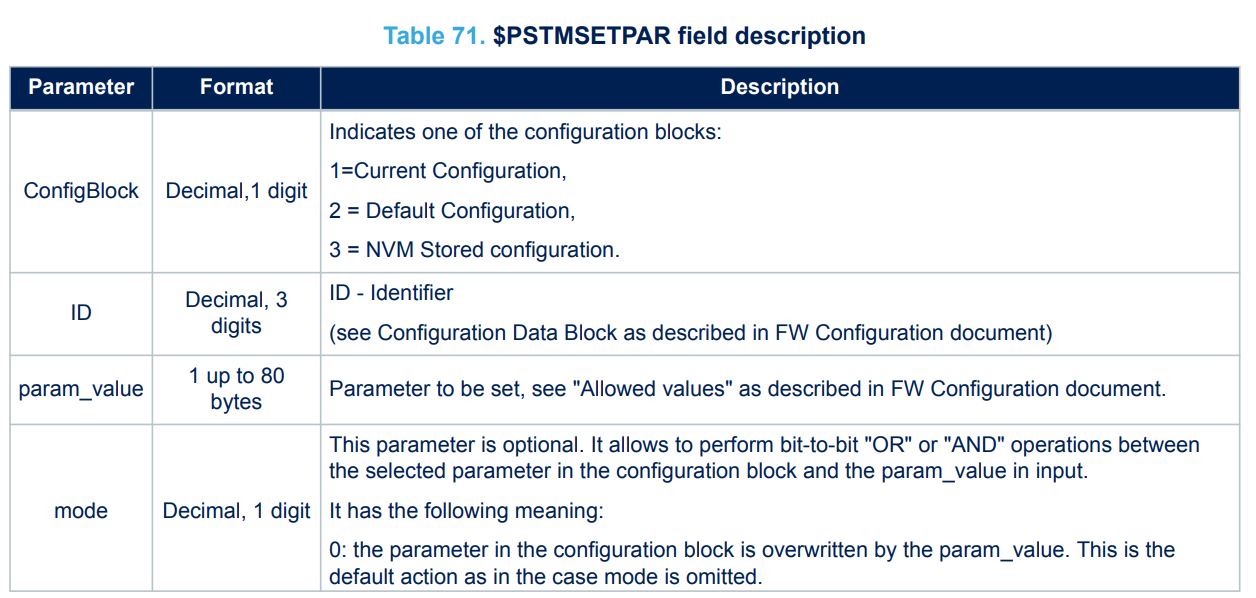 Table 71. $PSTMSETPAR field description
Parameter
Format
Description
ConfigBlock
Decimal,1 digit
Indicates one of the configuration blocks:
1=Current Configuration,
2 = Default Configuration,
3 = NVM Stored configuration.
ID
Decimal, 3
digits
ID - Identifier
(see Configuration Data Block as described in FW Configuration document)
param_value
1 up to 80
bytes
Parameter to be set, see "Allowed values" as described in FW Configuration document.
mode
Decimal, 1 digit
This parameter is optional. It allows to perform bit-to-bit "OR" or "AND" operations between
the selected parameter in the configuration block and the param_value in input.
It has the following meaning:
0: the parameter in the configuration block is overwritten by the param_value. This is the
default action as in the case mode is omitted.